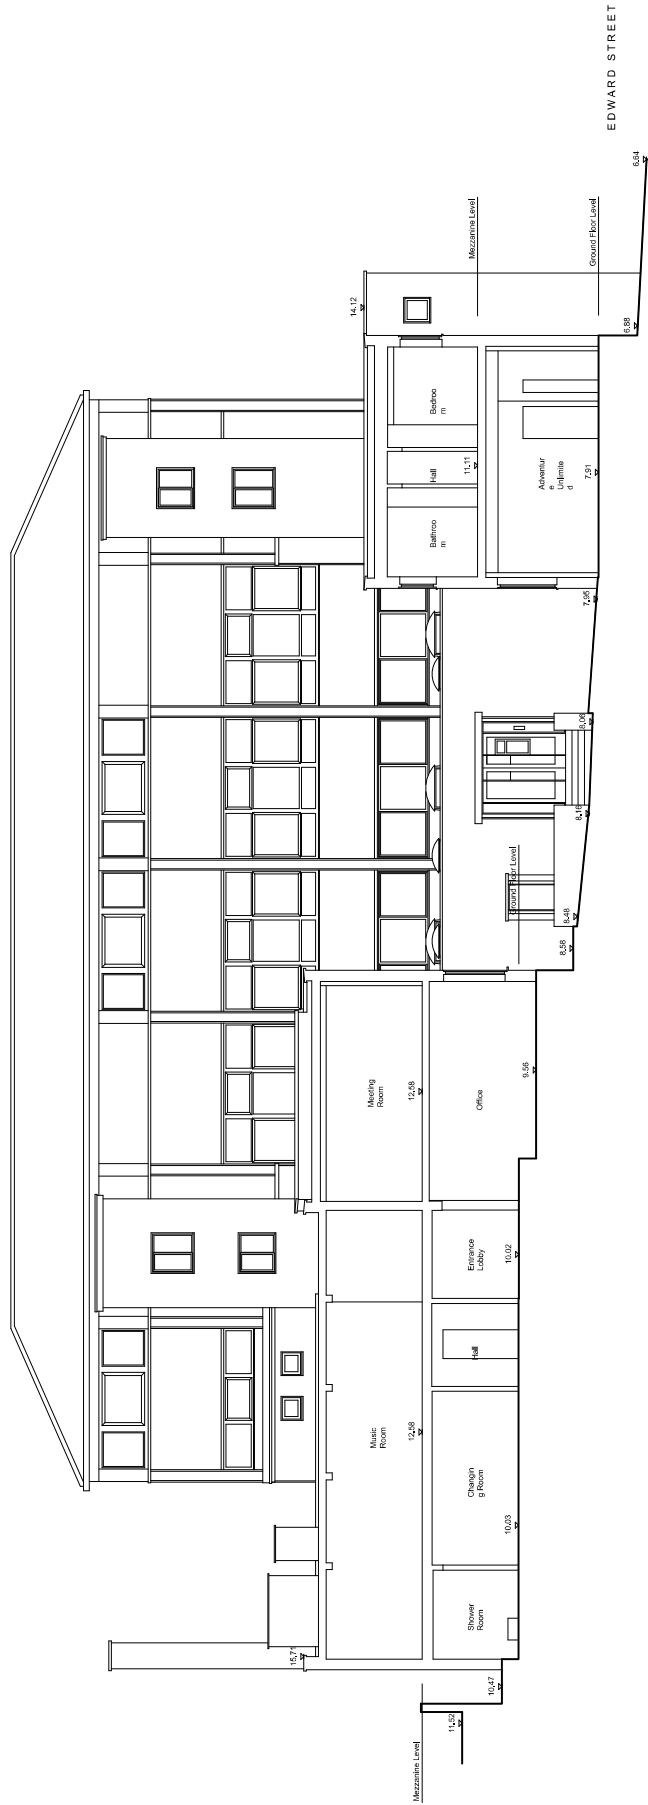 EDWARD STREET
6.64
Mezzanine Level
Ground Floor Level
14.12
6.88
Bedroo
m
Hall
11.11
Bathroo
m
Adventur
e
Unlimite
d
7.91
7.95
8.06
8.16
Ground Floor Level
8.48
8.58
Meeting
Room
12.58
Office
9.56
Entrance
Lobby
10.02
Hall
Music
Room
12.58
Changin
g Room
10.03
Shower
Room
15.71
10.47
11.52
Mezzanine Level